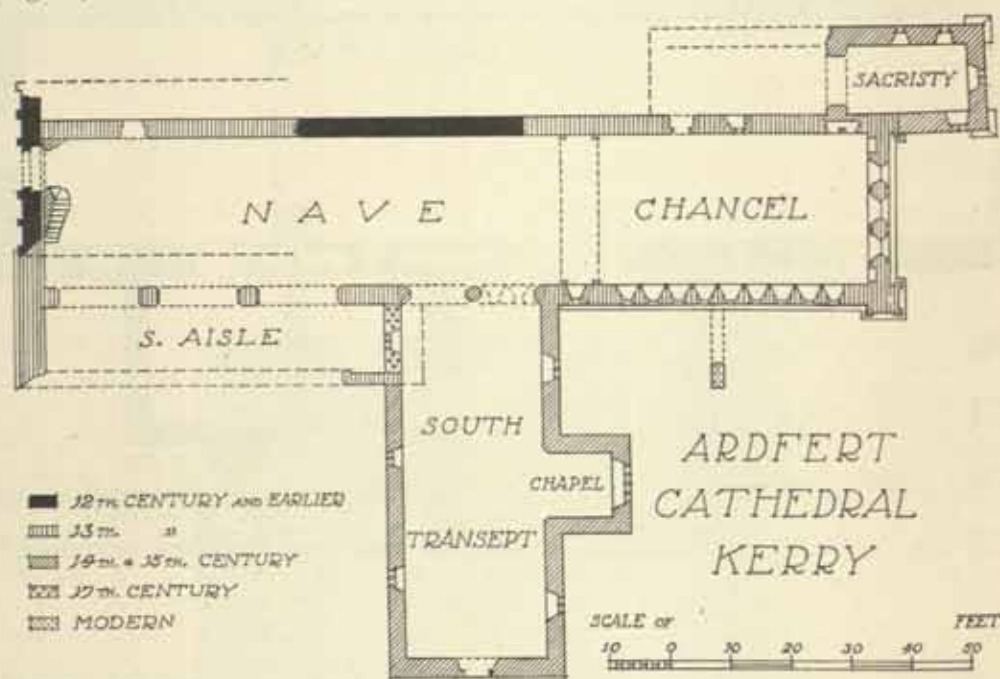 SACRISTY
NAVE
CHANCEL
S. AISLE
SOUTH
TRANSEPT
CHAPEL
ARDFERT
CATHEDRAL
KERRY
12TH. CENTURY AND EARLIER
13TH. "
14TH. & 15TH. CENTURY
17TH. CENTURY
MODERN
SCALE OF FEET
10 0 10 20 30 40 50